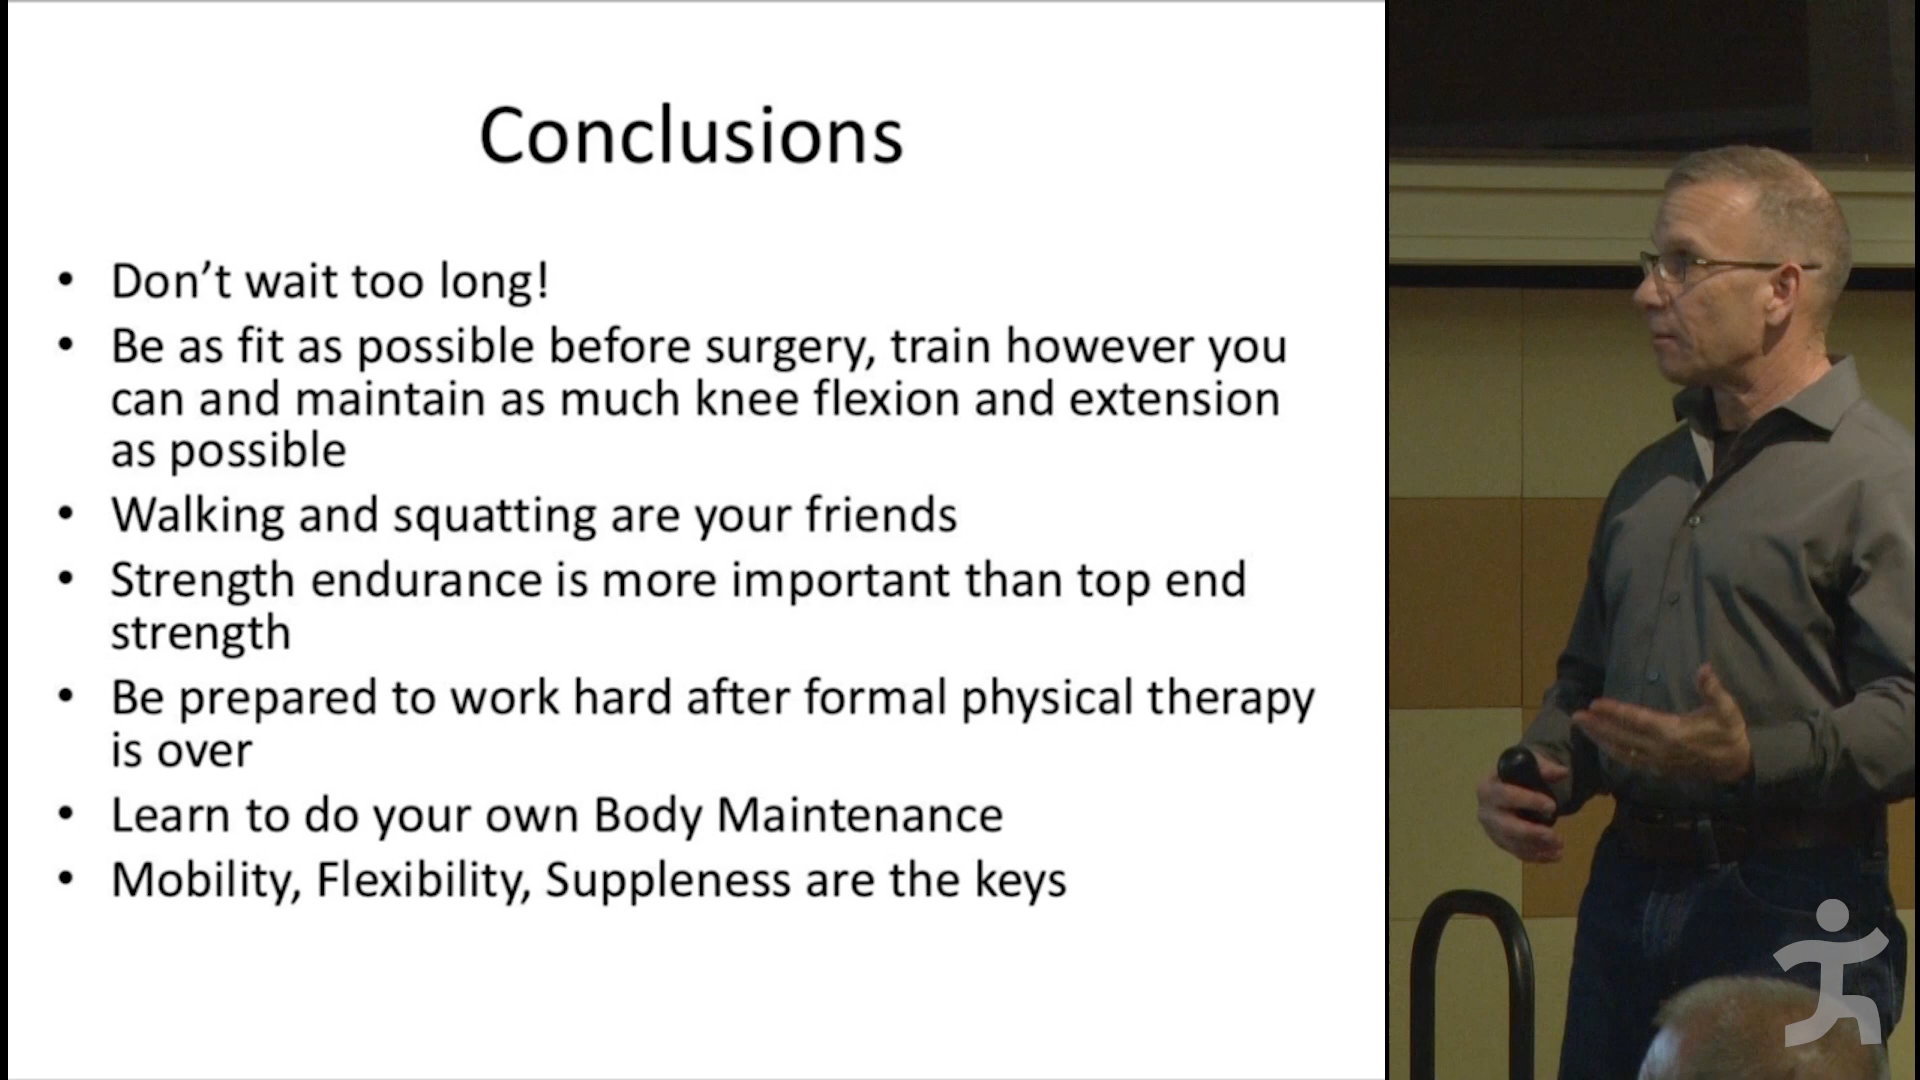 Conclusions
• Don’t wait too long!
• Be as fit as possible before surgery, train however you
can and maintain as much knee flexion and extension
as possible
• Walking and squatting are your friends
• Strength endurance is more important than top end
strength
• Be prepared to work hard after formal physical therapy
is over
• Learn to do your own Body Maintenance
• Mobility, Flexibility, Suppleness are the keys